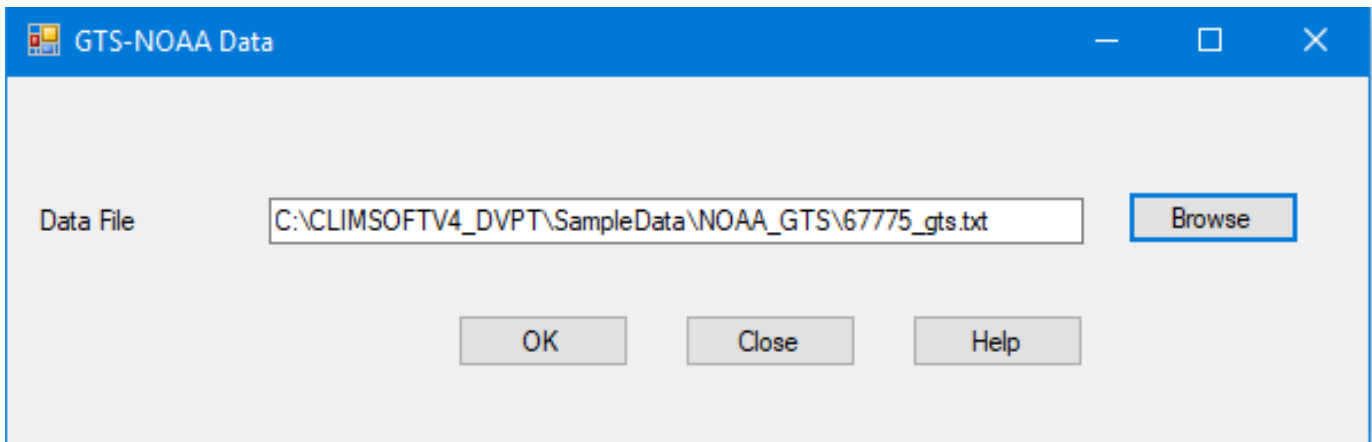 GTS-NOAA Data
Data File C:\CLIMSOFTV4_DVPT\SampleData\NOAA_GTS\67775_gts.txt Browse
OK Close Help